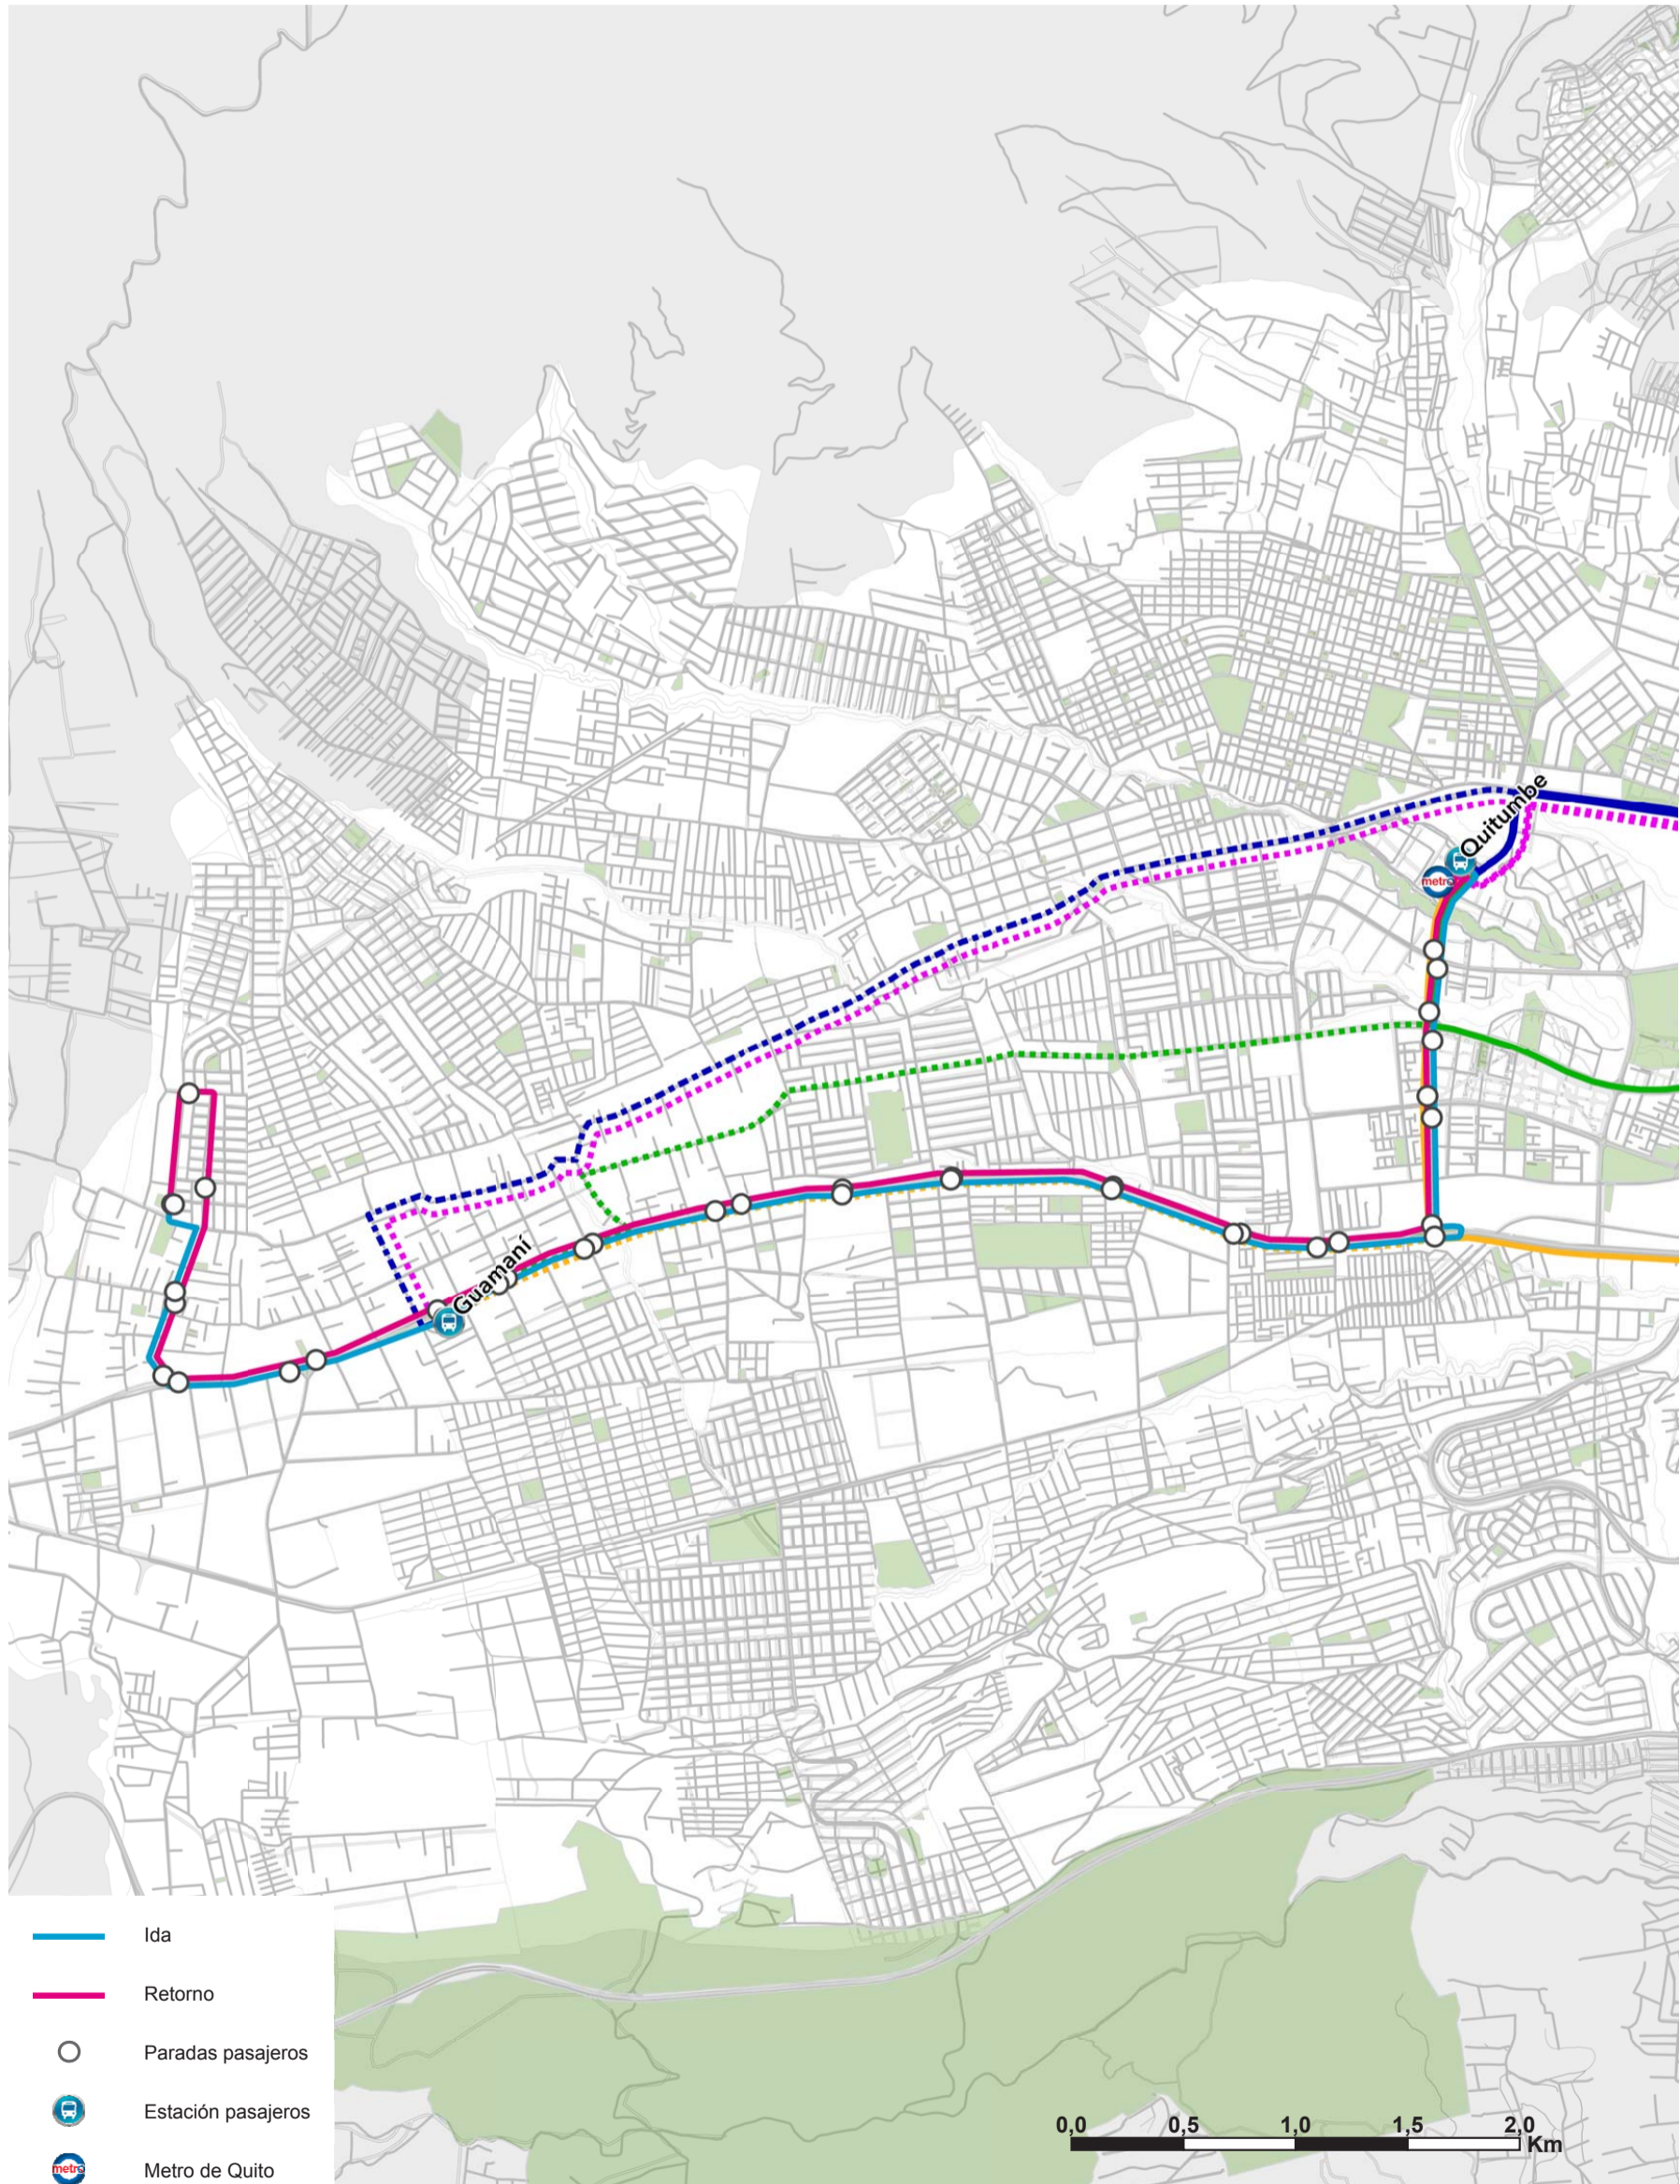 Quitumbe
metro
Guamaní
Ida
Retorno
Paradas pasajeros
Estación pasajeros
metro
Metro de Quito
0,0 0,5 1,0 1,5 2,0
Km